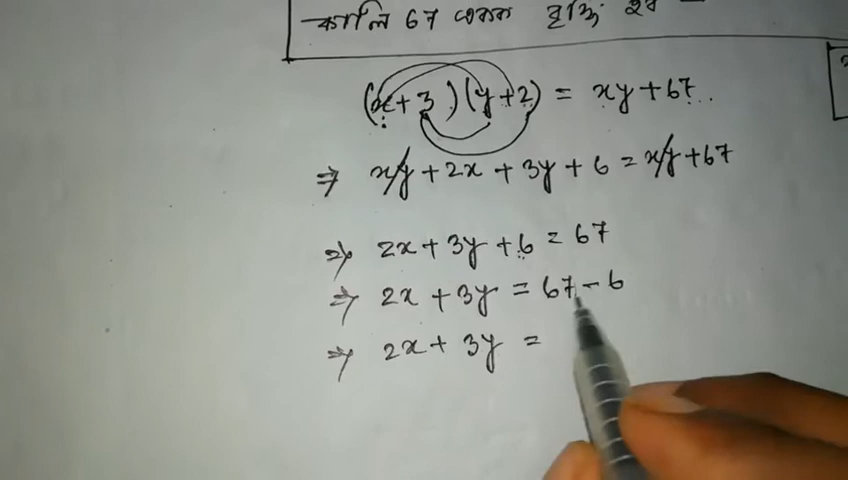 কালি 67 একক বৃদ্ধি হয়
(x+3)(y+2) = xy+67
⇒ xy + 2x + 3y + 6 = xy + 67
⇒ 2x + 3y + 6 = 67
⇒ 2x + 3y = 67 - 6
⇒ 2x + 3y =